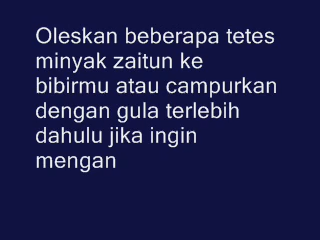 Oleskan beberapa tetes
minyak zaitun ke
bibirmu atau campurkan
dengan gula terlebih
dahulu jika ingin
mengan